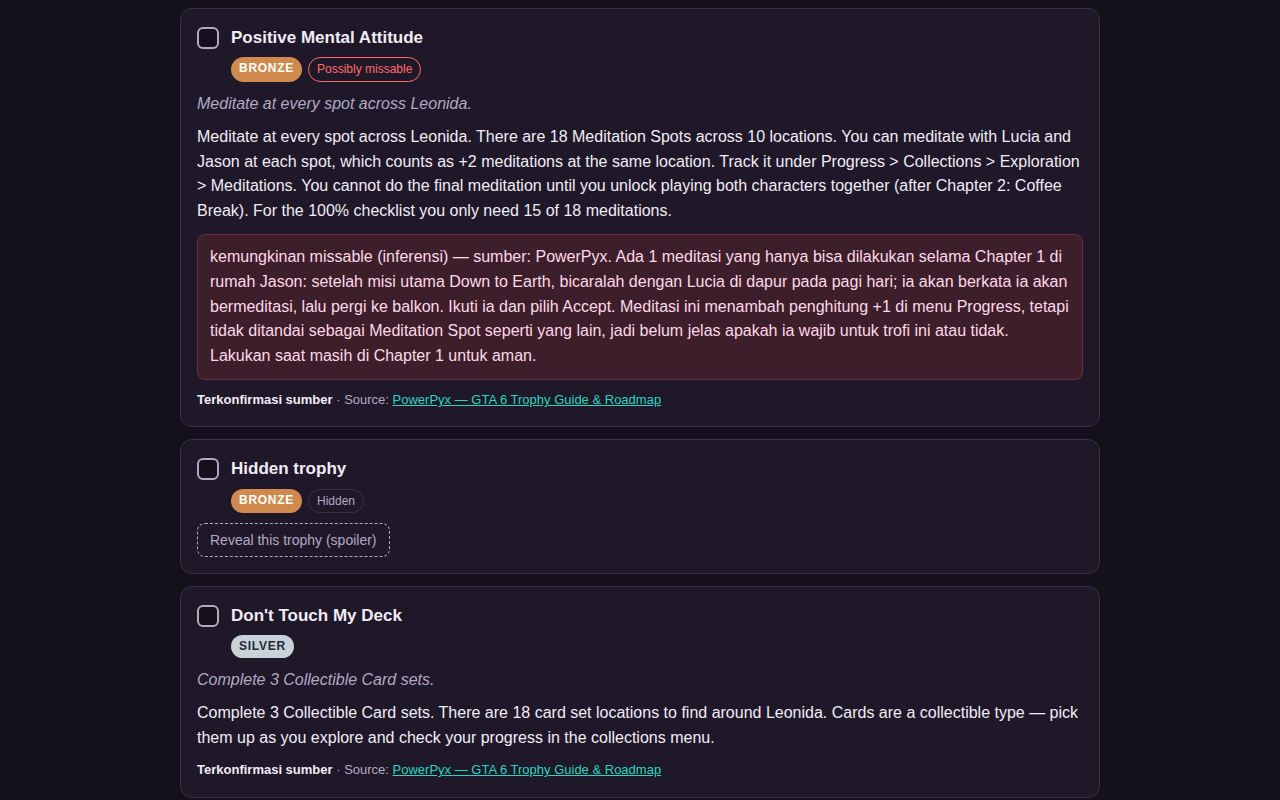 Positive Mental Attitude
BRONZE Possibly missable
Meditate at every spot across Leonida.
Meditate at every spot across Leonida. There are 18 Meditation Spots across 10 locations. You can meditate with Lucia and
Jason at each spot, which counts as +2 meditations at the same location. Track it under Progress > Collections > Exploration
> Meditations. You cannot do the final meditation until you unlock playing both characters together (after Chapter 2: Coffee
Break). For the 100% checklist you only need 15 of 18 meditations.
kemungkinan missable (inferensi) — sumber: PowerPyx. Ada 1 meditasi yang hanya bisa dilakukan selama Chapter 1 di
rumah Jason: setelah misi utama Down to Earth, bicaralah dengan Lucia di dapur pada pagi hari; ia akan berkata ia akan
bermeditasi, lalu pergi ke balkon. Ikuti ia dan pilih Accept. Meditasi ini menambah penghitung +1 di menu Progress, tetapi
tidak ditandai sebagai Meditation Spot seperti yang lain, jadi belum jelas apakah ia wajib untuk trofi ini atau tidak.
Lakukan saat masih di Chapter 1 untuk aman.
Terkonfirmasi sumber · Source: PowerPyx — GTA 6 Trophy Guide & Roadmap
Hidden trophy
BRONZE Hidden
Reveal this trophy (spoiler)
Don't Touch My Deck
SILVER
Complete 3 Collectible Card sets.
Complete 3 Collectible Card sets. There are 18 card set locations to find around Leonida. Cards are a collectible type — pick
them up as you explore and check your progress in the collections menu.
Terkonfirmasi sumber · Source: PowerPyx — GTA 6 Trophy Guide & Roadmap